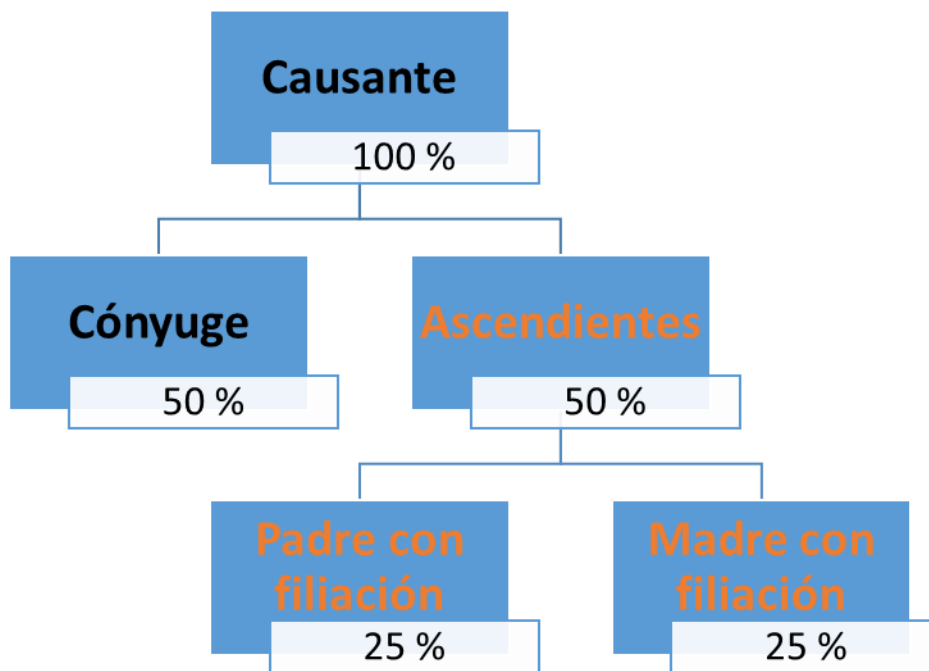 Causante
100 %
Cónyuge
50 %
Ascendientes
50 %
Padre con
filiación
25 %
Madre con
filiación
25 %